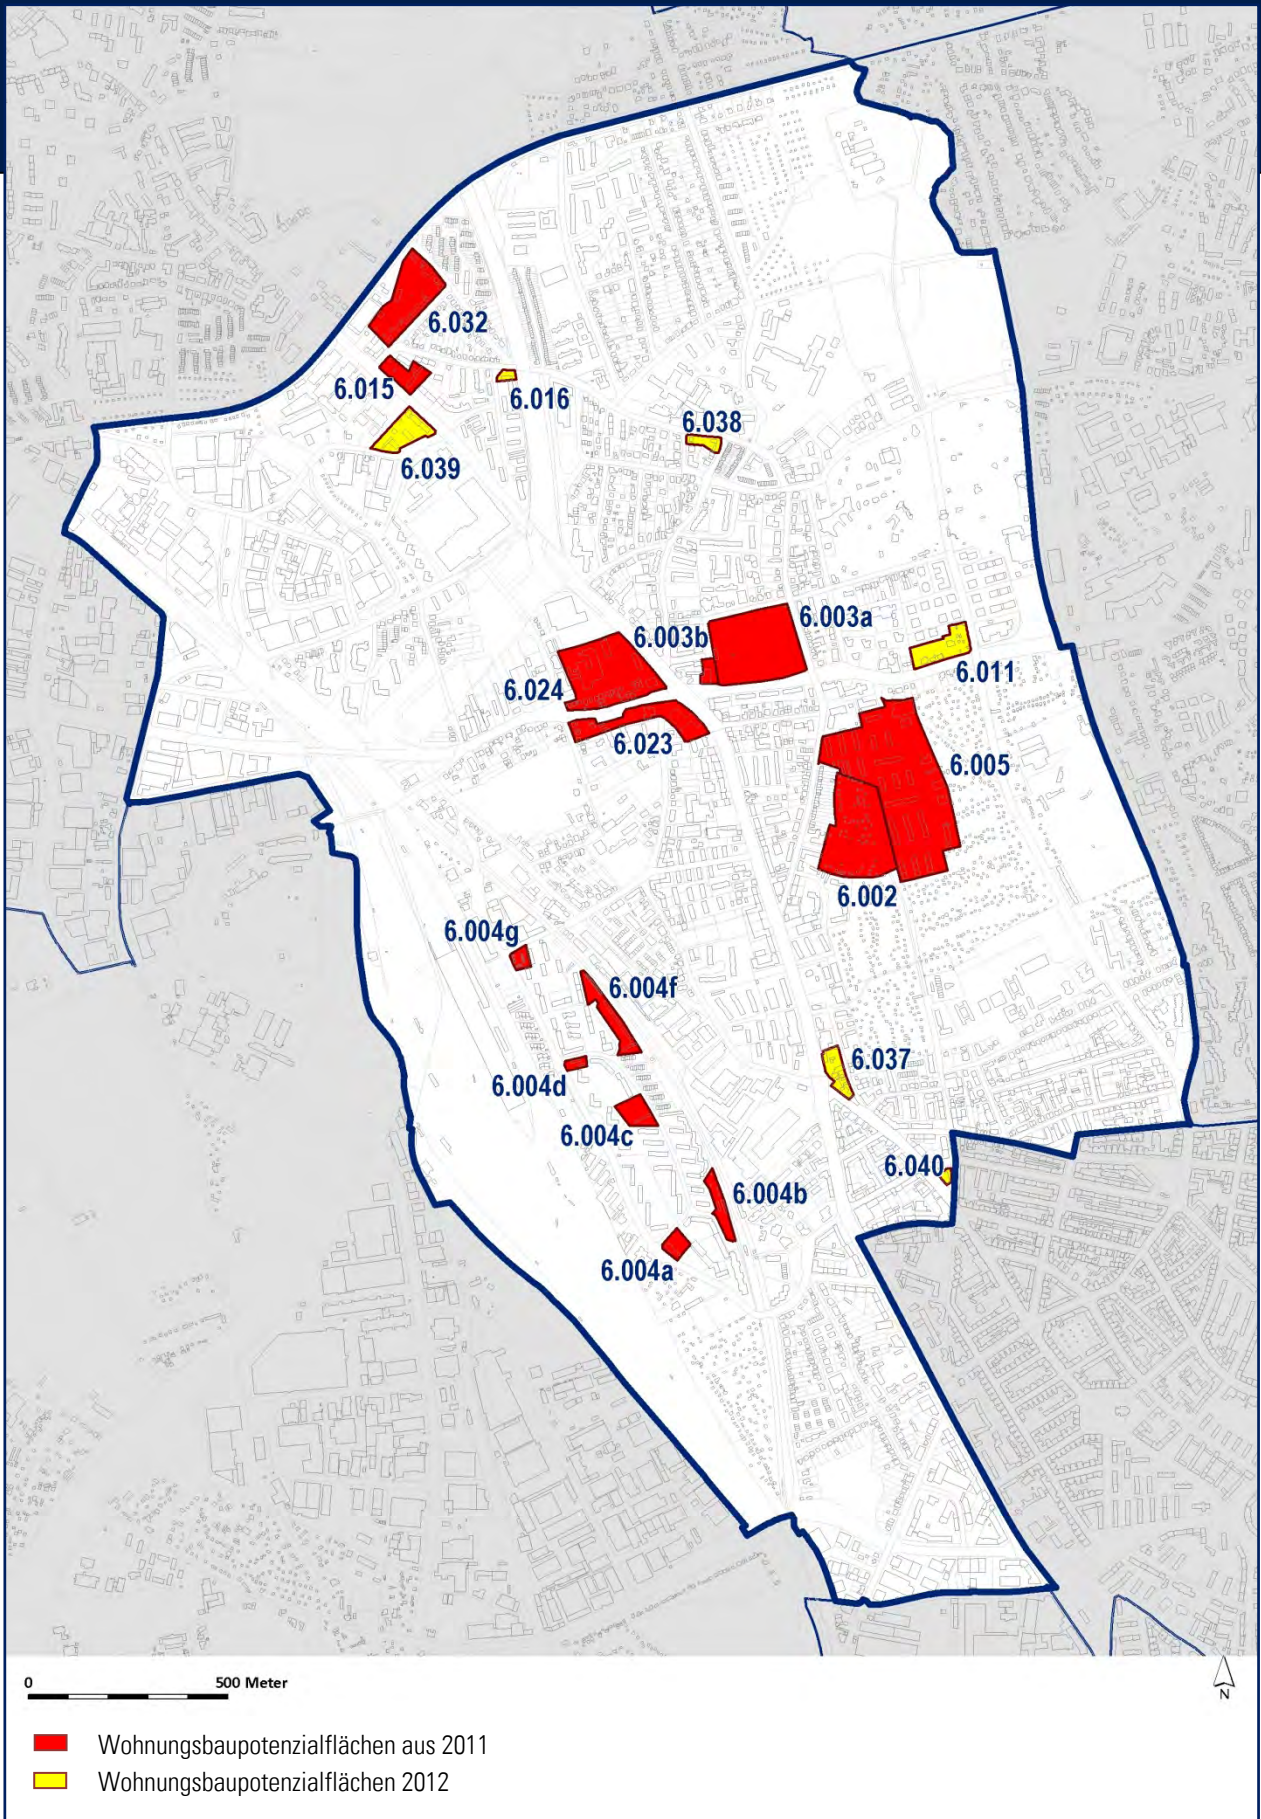 6.032
6.015
6.016
6.038
6.039
6.003a
6.003b
6.011
6.024
6.023
6.005
6.002
6.004g
6.004f
6.037
6.004d
6.004c
6.040
6.004b
6.004a
0 500 Meter
N
Wohnungsbaupotenzialflächen aus 2011
Wohnungsbaupotenzialflächen 2012